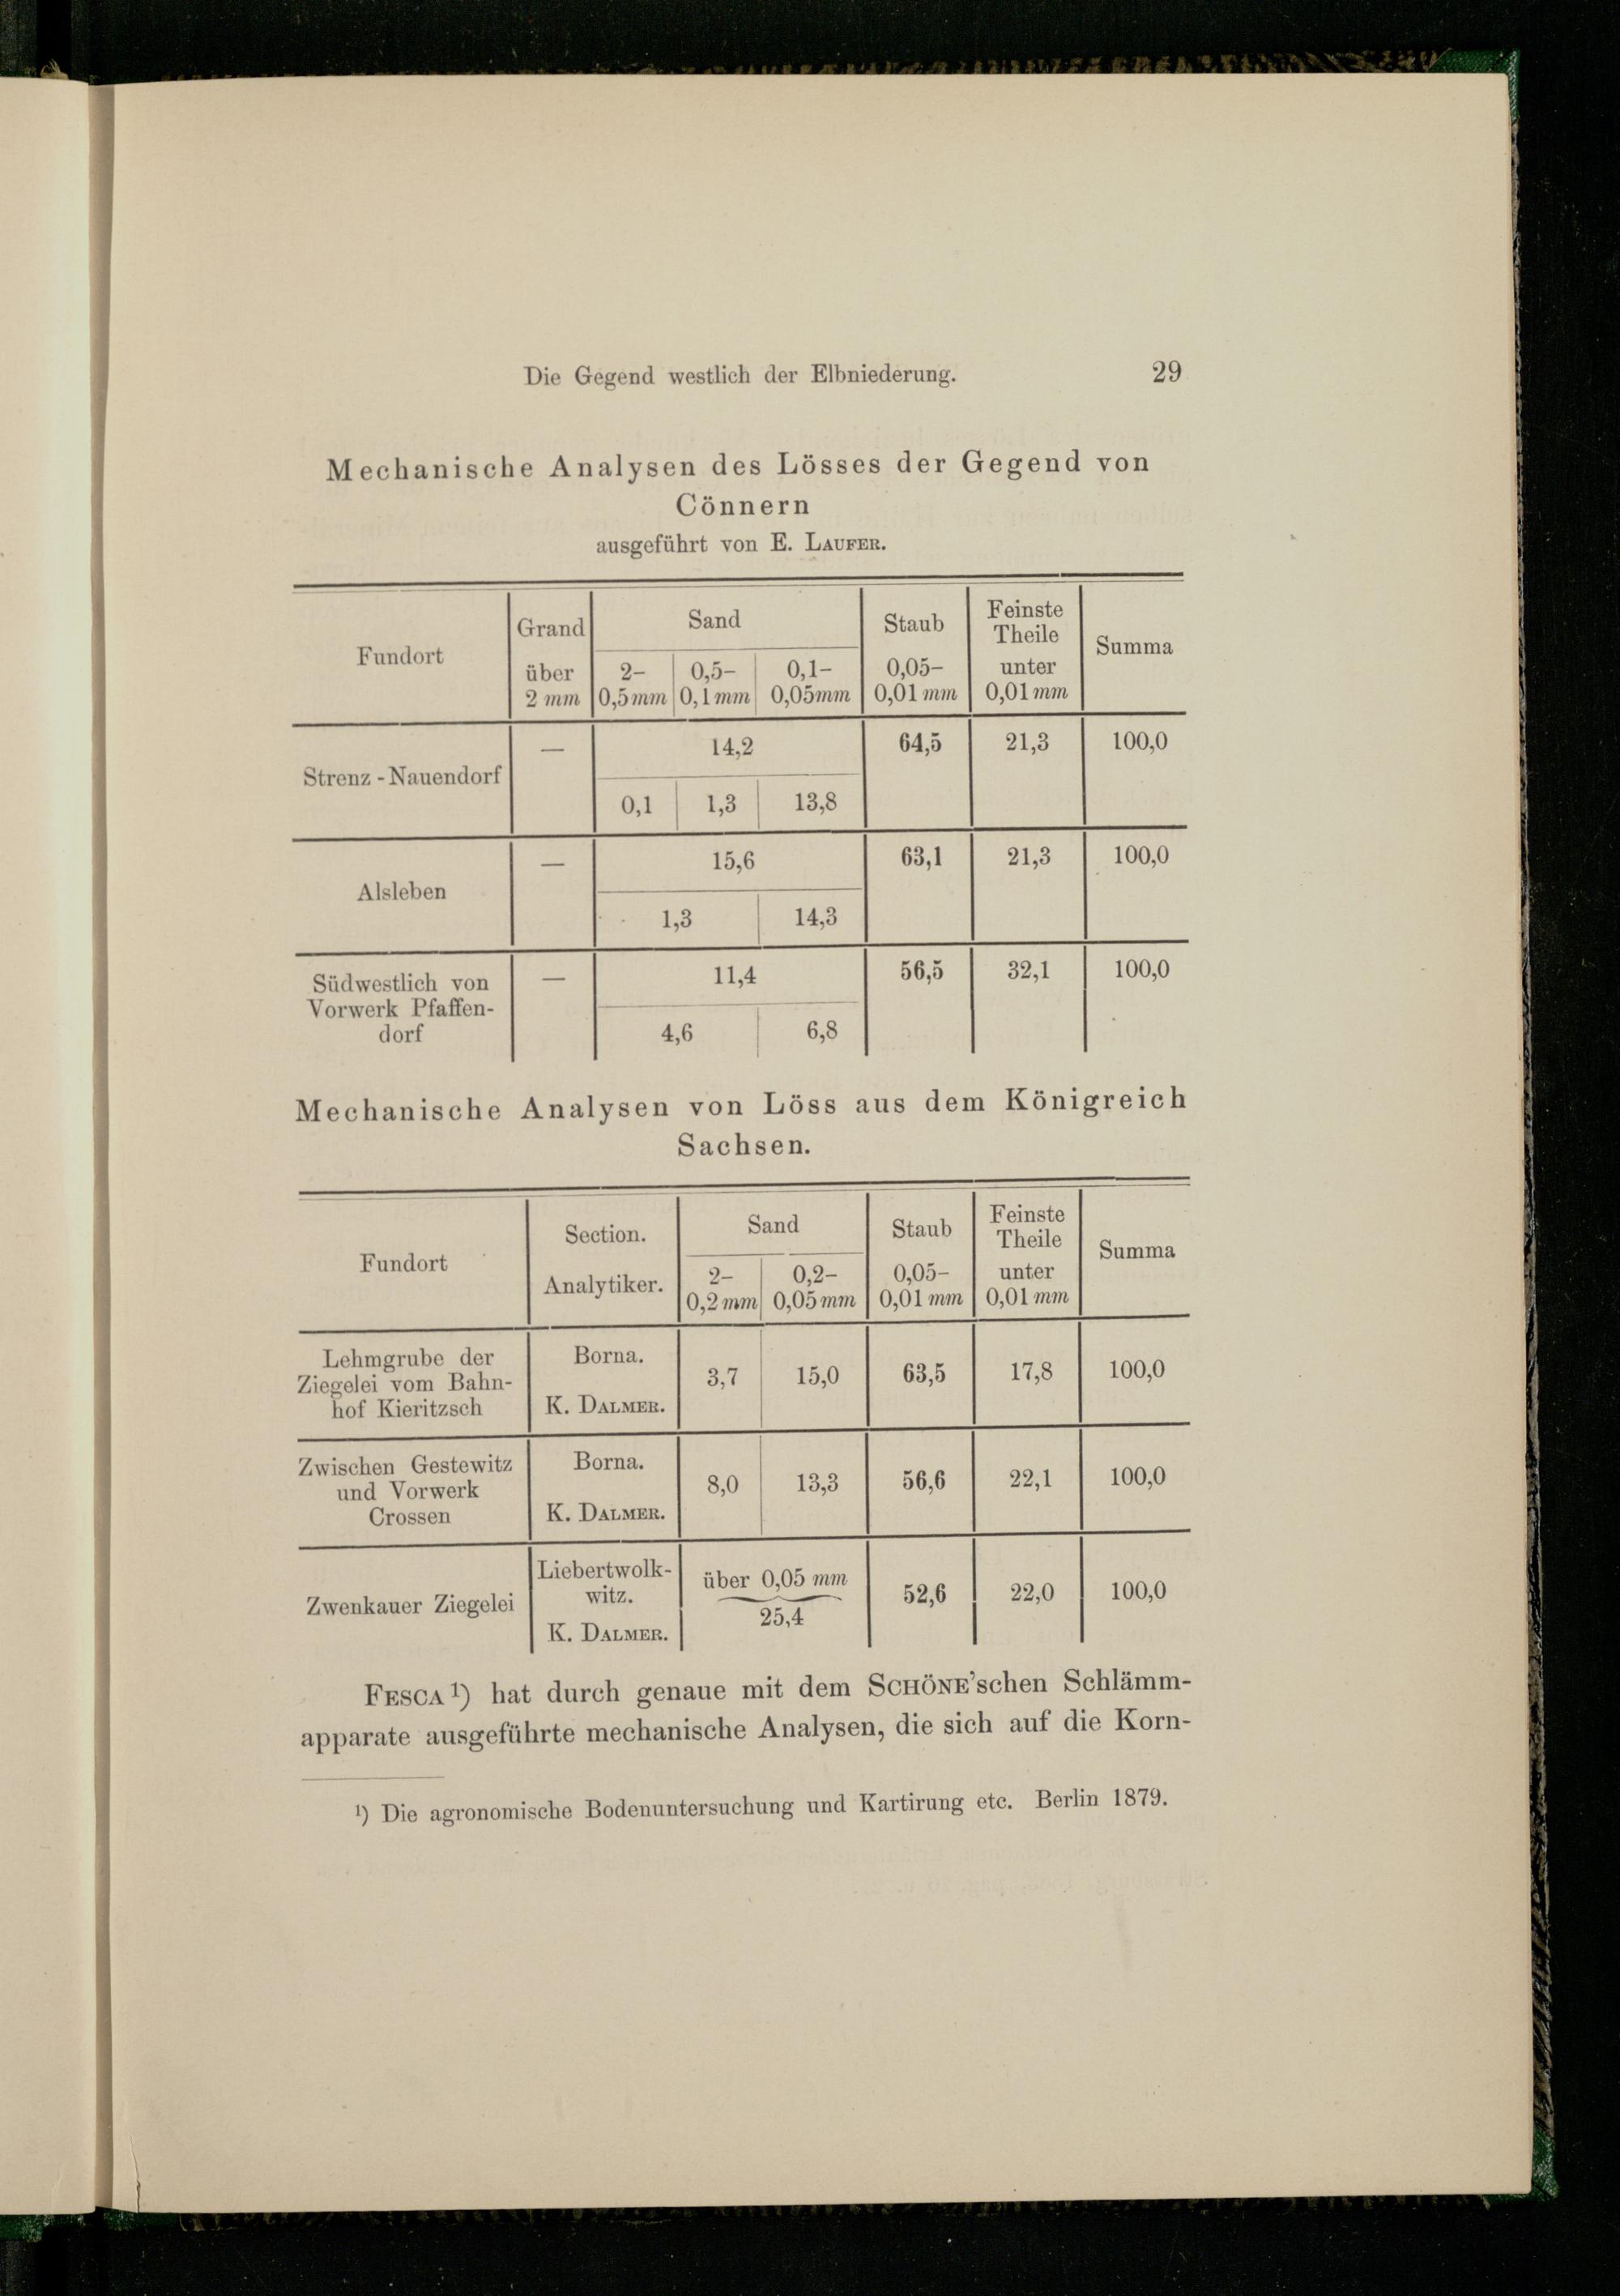 Die Gegend westlich der Elbniederung. 29
Mechanische Analysen des Lösses der Gegend von
Cönnern
ausgeführt von E. LAUFER.
Fundort | Grand | Sand | Staub | Feinste Theile | Summa
über 2 mm | 2–0,5 mm | 0,5–0,1 mm | 0,1–0,05 mm | 0,05–0,01 mm | unter 0,01 mm
Strenz - Nauendorf | — | 14,2 | 64,5 | 21,3 | 100,0
0,1 | 1,3 | 13,8
Alsleben | — | 15,6 | 63,1 | 21,3 | 100,0
1,3 | 14,3
Südwestlich von | — | 11,4 | 56,5 | 32,1 | 100,0
Vorwerk Pfaffen-
dorf | 4,6 | 6,8
Mechanische Analysen von Löss aus dem Königreich
Sachsen.
Fundort | Section. Analytiker. | Sand | Staub | Feinste Theile | Summa
2–0,2 mm | 0,2–0,05 mm | 0,05–0,01 mm | unter 0,01 mm
Lehmgrube der | Borna.
Ziegelei vom Bahn- | 3,7 | 15,0 | 63,5 | 17,8 | 100,0
hof Kieritzsch | K. DALMER.
Zwischen Gestewitz | Borna.
und Vorwerk | 8,0 | 13,3 | 56,6 | 22,1 | 100,0
Crossen | K. DALMER.
Liebertwolk- | über 0,05 mm
Zwenkauer Ziegelei | witz. | 25,4 | 52,6 | 22,0 | 100,0
K. DALMER.
FESCA ¹) hat durch genaue mit dem SCHÖNE'schen Schlämm-
apparate ausgeführte mechanische Analysen, die sich auf die Korn-
¹) Die agronomische Bodenuntersuchung und Kartirung etc. Berlin 1879.